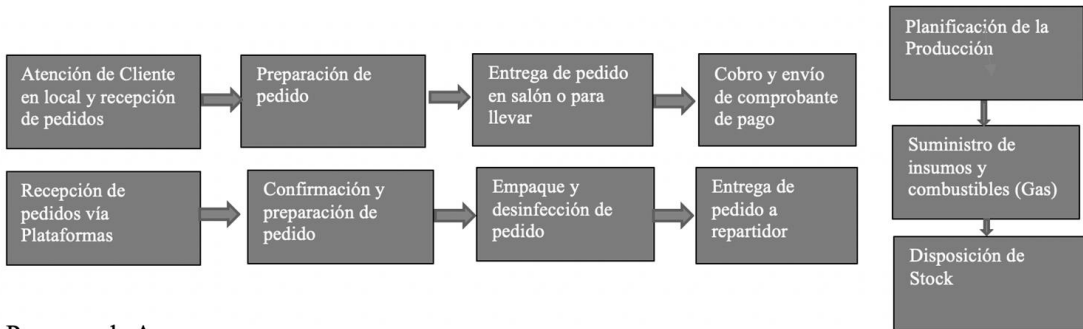 Atención de Cliente
en local y recepción
de pedidos
Preparación de
pedido
Entrega de pedido
en salón o para
llevar
Cobro y envío
de comprobante
de pago
Recepción de
pedidos vía
Plataformas
Confirmación y
preparación de
pedido
Empaque y
desinfección de
pedido
Entrega de
pedido a
repartidor
Planificación de la
Producción
Suministro de
insumos y
combustibles (Gas)
Disposición de
Stock